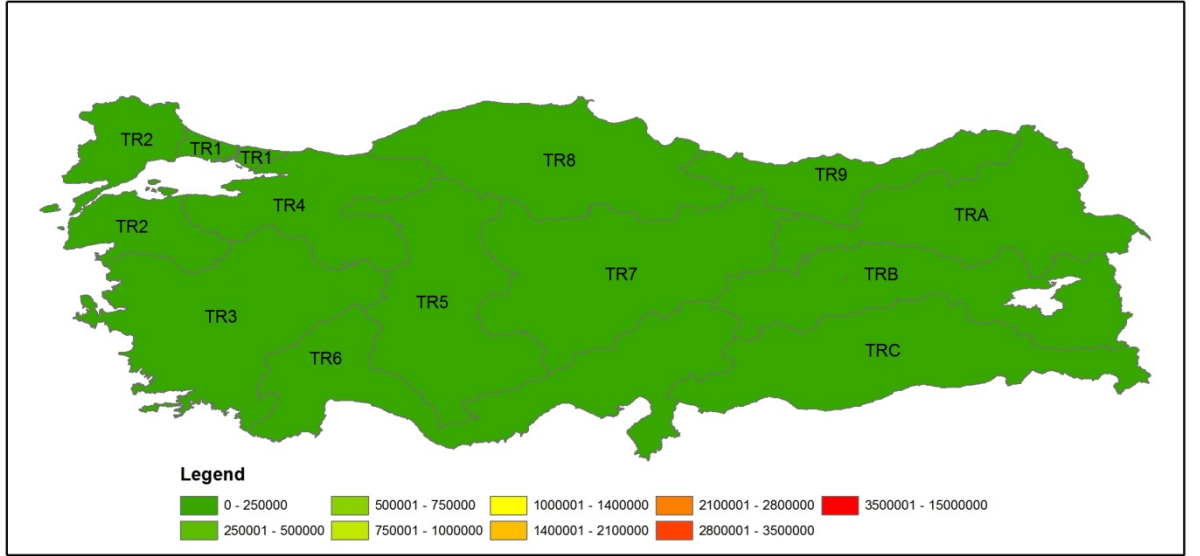 TR2
TR1
TR1
TR8
TR9
TR4
TRA
TR2
TR7
TRB
TR5
TR3
TRC
TR6
Legend
0 - 250000
500001 - 750000
1000001 - 1400000
2100001 - 2800000
3500001 - 15000000
250001 - 500000
750001 - 1000000
1400001 - 2100000
2800001 - 3500000